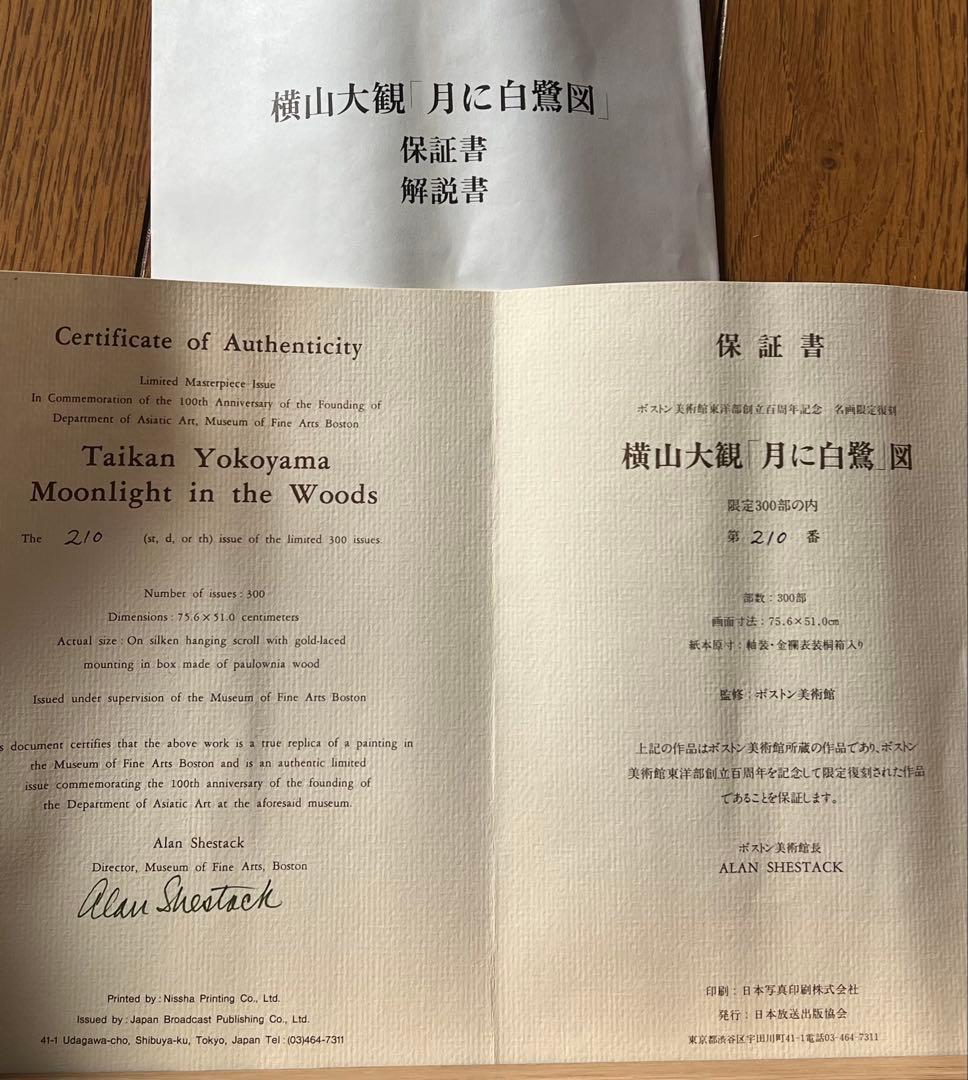 横山大観「月に白鷺図」
保証書
解説書
Certificate of Authenticity
Limited Masterpiece Issue
In Commemoration of the 100th Anniversary of the Founding of
Department of Asiatic Art, Museum of Fine Arts Boston
Taikan Yokoyama
Moonlight in the Woods
The 210 (st, d, or th) issue of the limited 300 issues.
Number of issues : 300
Dimensions : 75.6×51.0 centimeters
Actual size : On silken hanging scroll with gold-laced
mounting in box made of paulownia wood
Issued under supervision of the Museum of Fine Arts Boston
s document certifies that the above work is a true replica of a painting in
the Museum of Fine Arts Boston and is an authentic limited
issue commemorating the 100th anniversary of the founding of
the Department of Asiatic Art at the aforesaid museum.
Alan Shestack
Director, Museum of Fine Arts, Boston
Alan Shestack
Printed by : Nissha Printing Co., Ltd.
Issued by : Japan Broadcast Publishing Co., Ltd.
41-1 Udagawa-cho, Shibuya-ku, Tokyo, Japan Tel : (03)464-7311
保証書
ボストン美術館東洋部創立百周年記念 名画限定復刻
横山大観「月に白鷺」図
限定300部の内
第 210 番
部数：300部
画面寸法：75.6×51.0㎝
紙本原寸：軸装・金襴表装桐箱入り
監修：ボストン美術館
上記の作品はボストン美術館所蔵の作品であり、ボストン
美術館東洋部創立百周年を記念して限定復刻された作品
であることを保証します。
ボストン美術館長
ALAN SHESTACK
印刷：日本写真印刷株式会社
発行：日本放送出版協会
東京都渋谷区宇田川町41-1電話03-464-7311